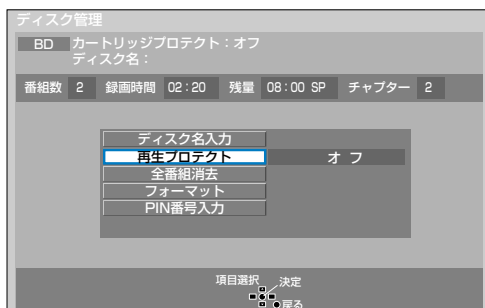 ディスク管理
BD カートリッジプロテクト：オフ
ディスク名：
番組数 2 録画時間 02:20 残量 08:00 SP チャプター 2
ディスク名入力
再生プロテクト オフ
全番組消去
フォーマット
PIN番号入力
項目選択 決定
戻る